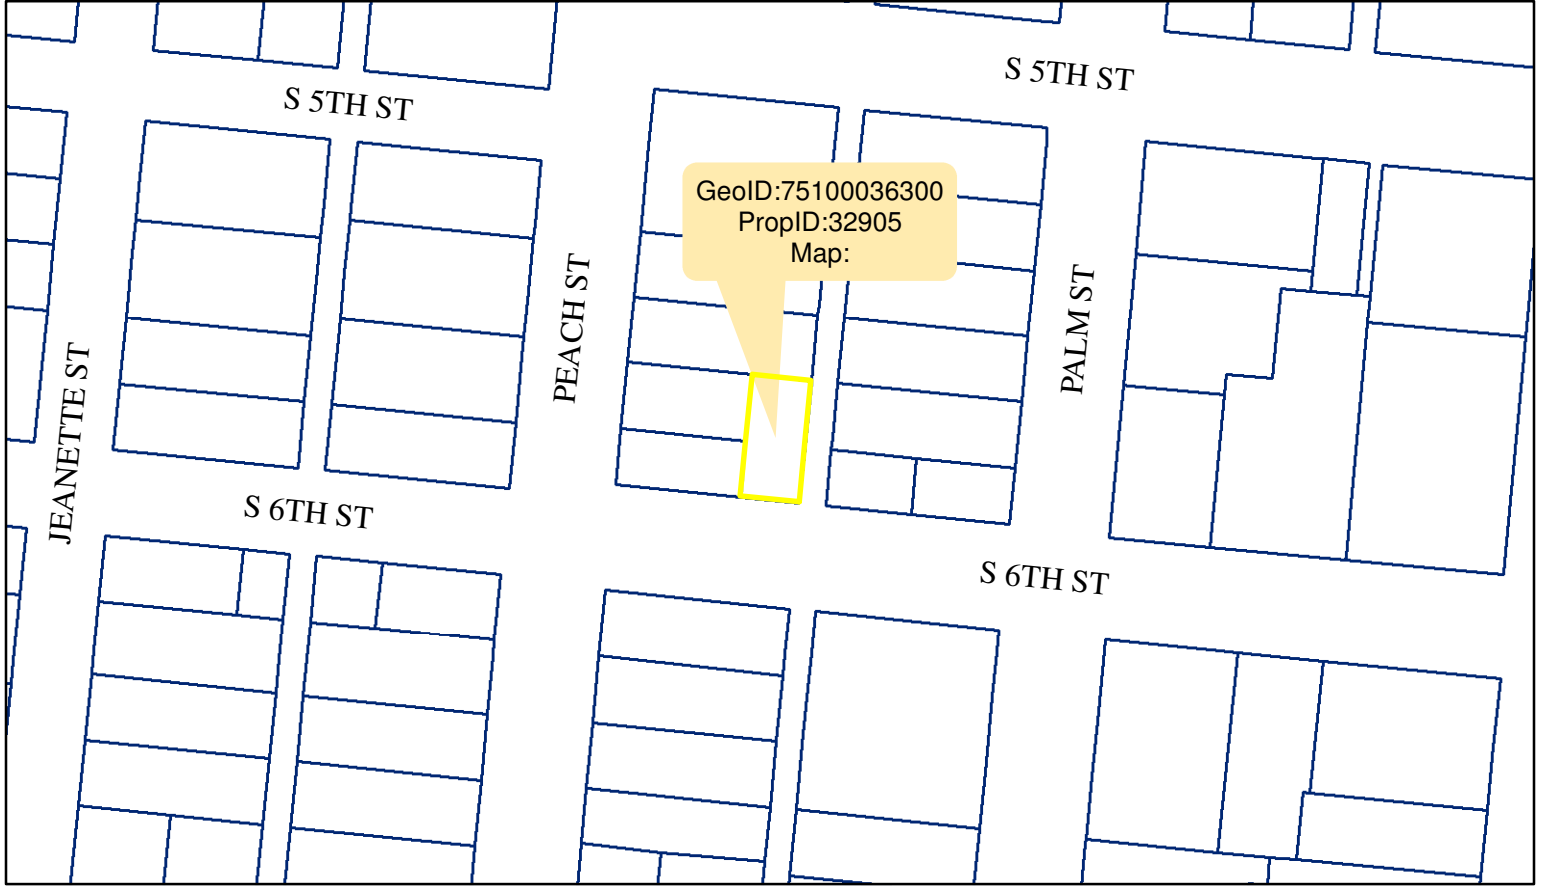 S 5TH ST
S 5TH ST
GeoID:75100036300
PropID:32905
Map:
PEACH ST
PALM ST
JEANETTE ST
S 6TH ST
S 6TH ST